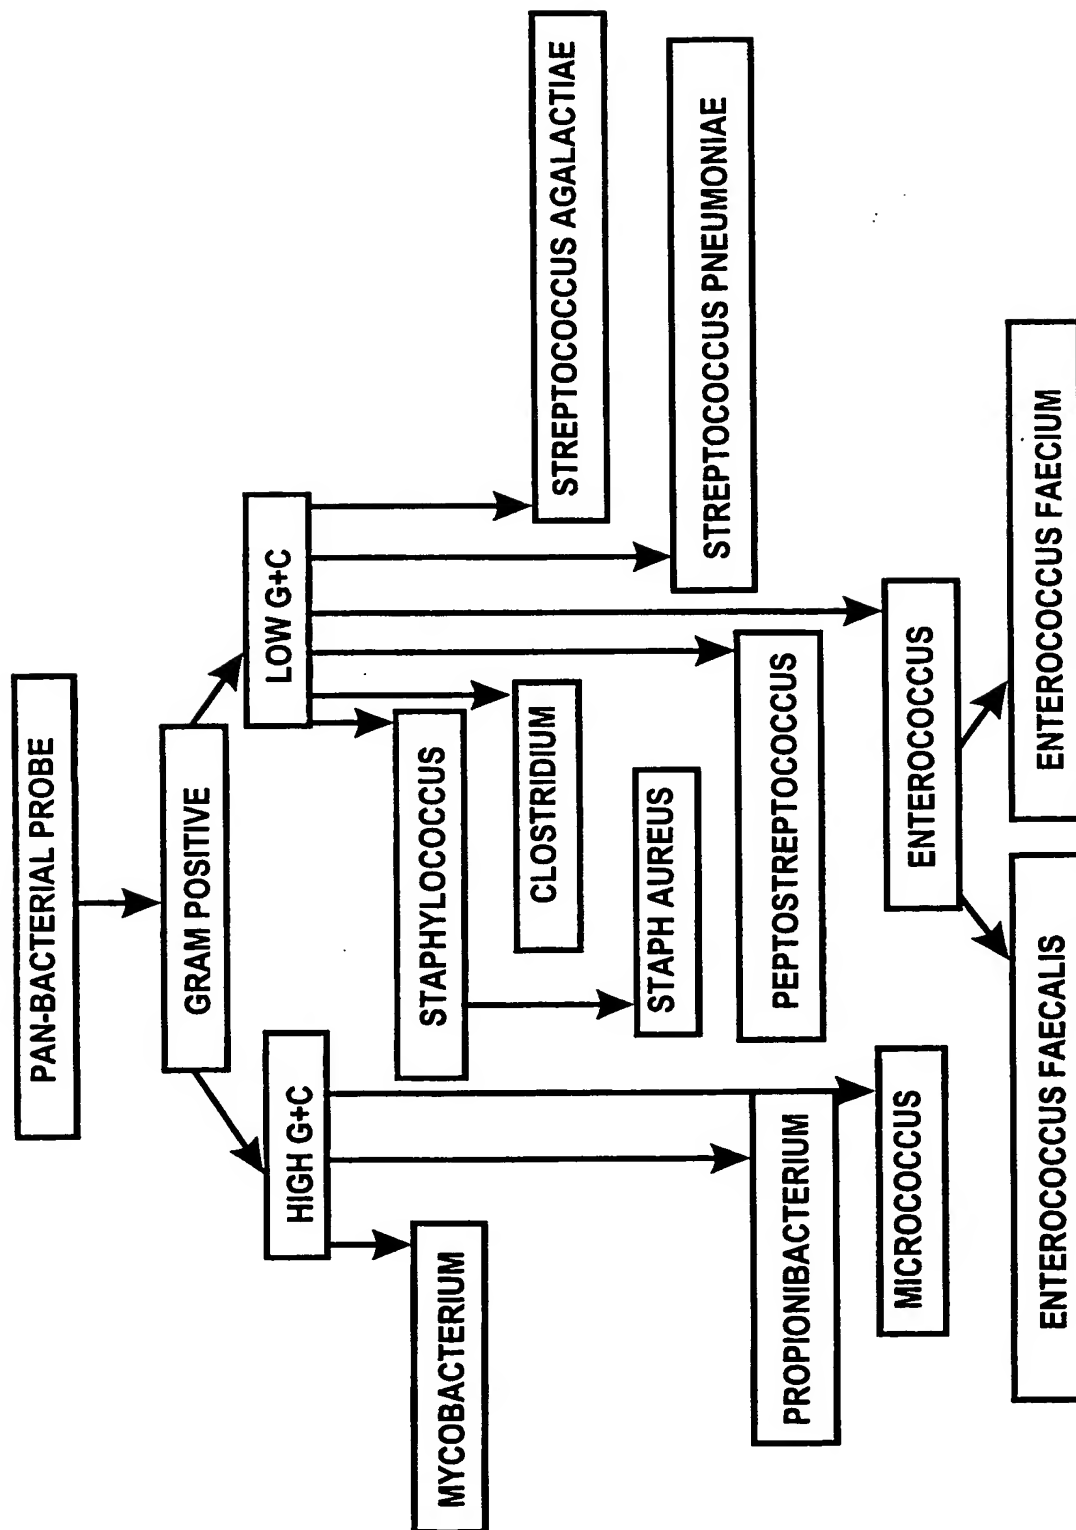 PAN-BACTERIAL PROBE
GRAM POSITIVE
HIGH G+C
LOW G+C
MYCOBACTERIUM
STAPHYLOCOCCUS
CLOSTRIDIUM
STREPTOCOCCUS AGALACTIAE
STAPH AUREUS
STREPTOCOCCUS PNEUMONIAE
PROPIONIBACTERIUM
PEPTOSTREPTOCOCCUS
MICROCOCCUS
ENTEROCOCCUS
ENTEROCOCCUS FAECALIS
ENTEROCOCCUS FAECIUM